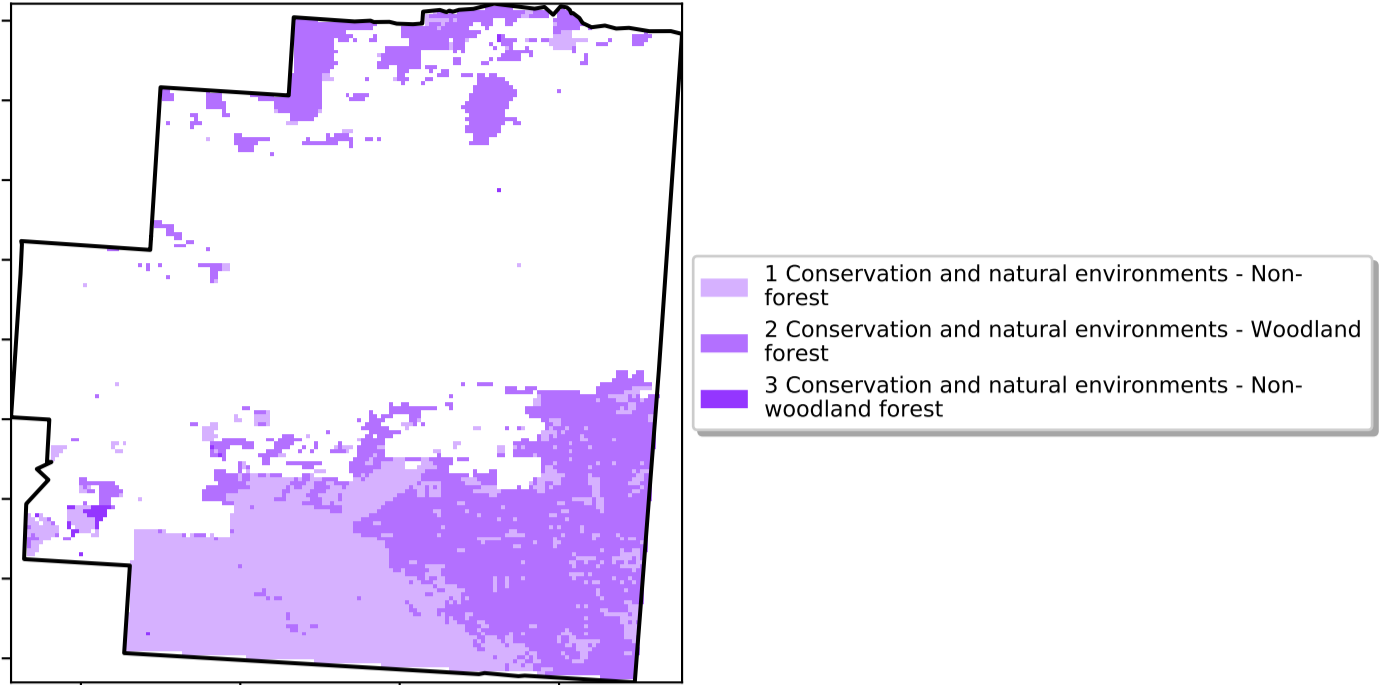 1 Conservation and natural environments - Non-
forest
2 Conservation and natural environments - Woodland
forest
3 Conservation and natural environments - Non-
woodland forest